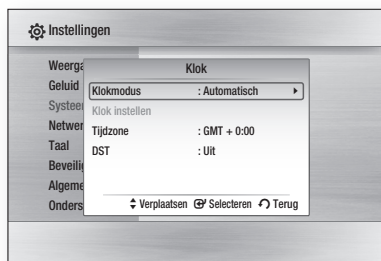 Instellingen
Weerga
Geluid
Systee
Netwer
Taal
Beveilig
Algeme
Onders
Klok
Klokmodus : Automatisch
Klok instellen
Tijdzone : GMT + 0:00
DST : Uit
Verplaatsen Selecteren Terug